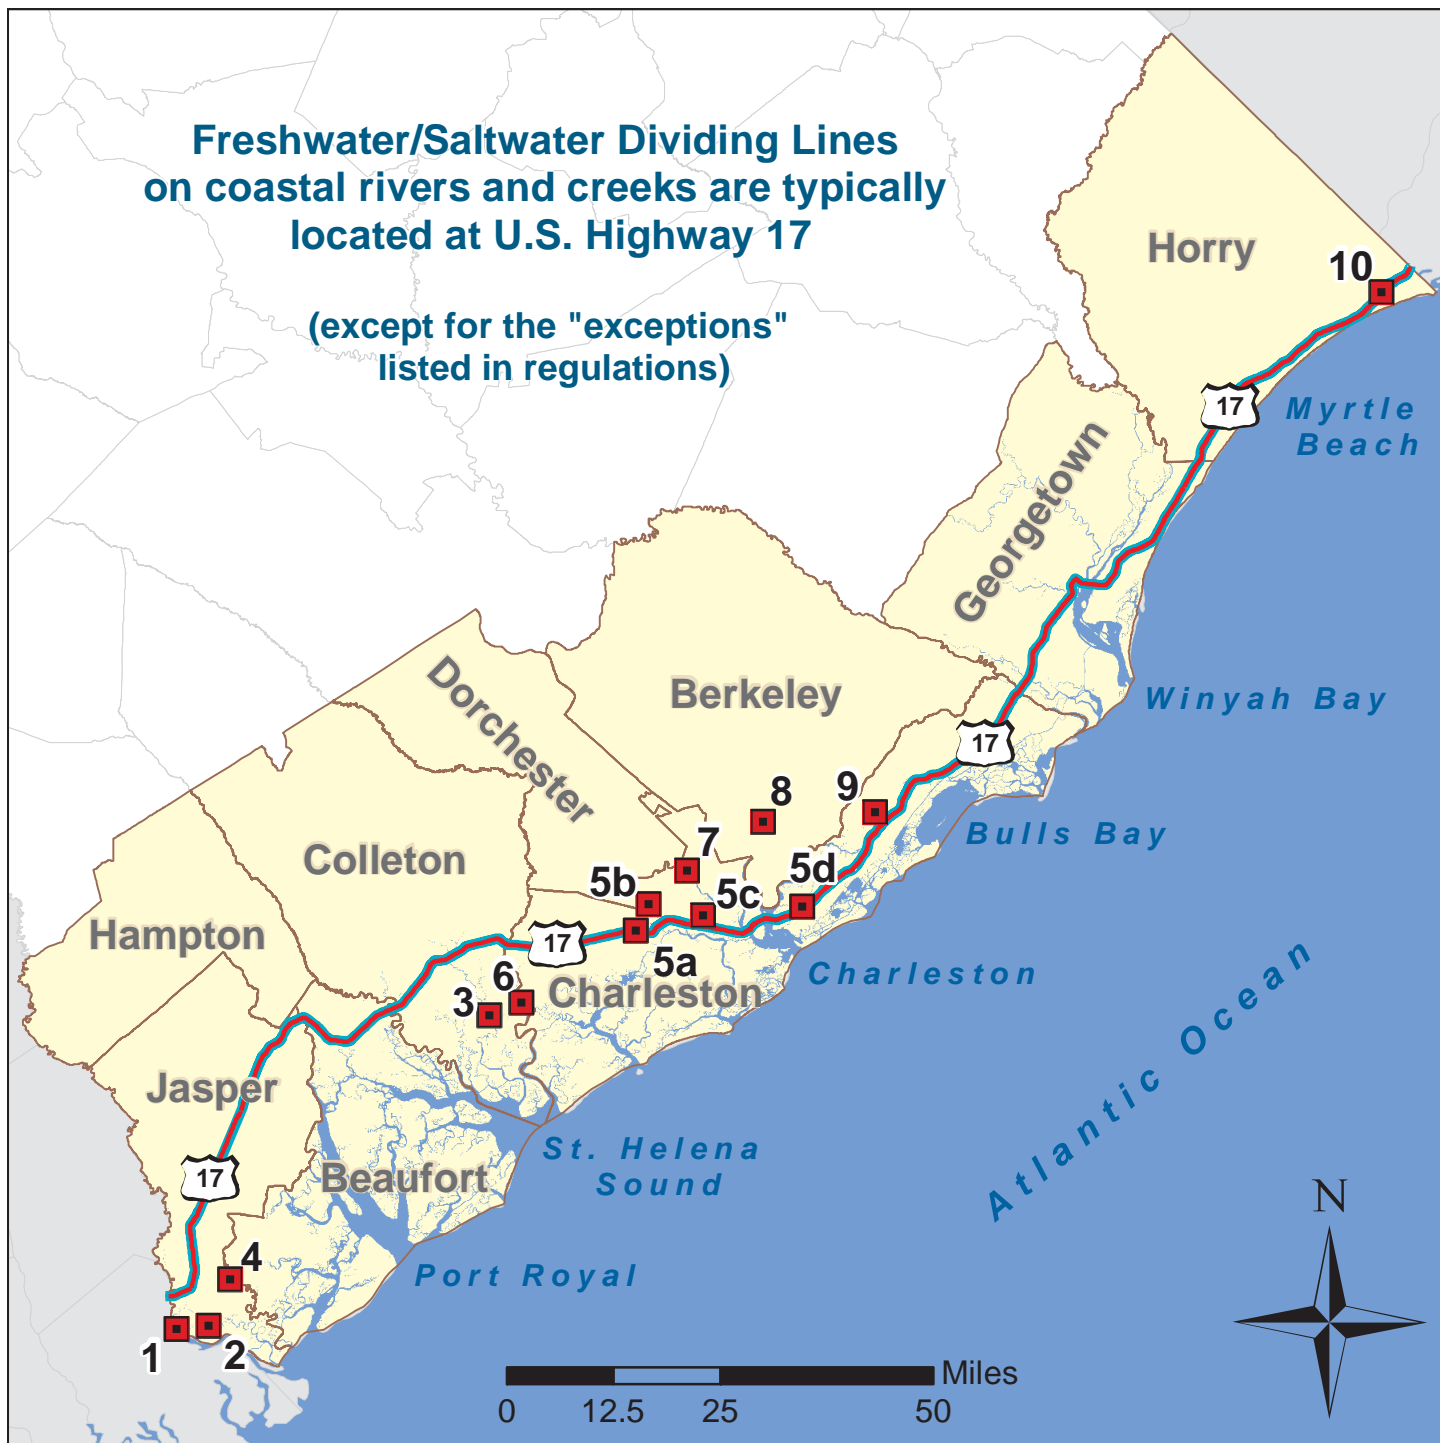 Freshwater/Saltwater Dividing Lines
on coastal rivers and creeks are typically
located at U.S. Highway 17
(except for the "exceptions"
listed in regulations)
Horry
10
17
Myrtle
Beach
Georgetown
Winyah Bay
Berkeley
Dorchester
17
8
9
Bulls Bay
7
5d
5b
5c
Colleton
Hampton
17
5a
Charleston
6
3
Charleston
Atlantic Ocean
Jasper
St. Helena
Sound
17
Beaufort
N
4
Port Royal
1
2
Miles
0
12.5
25
50